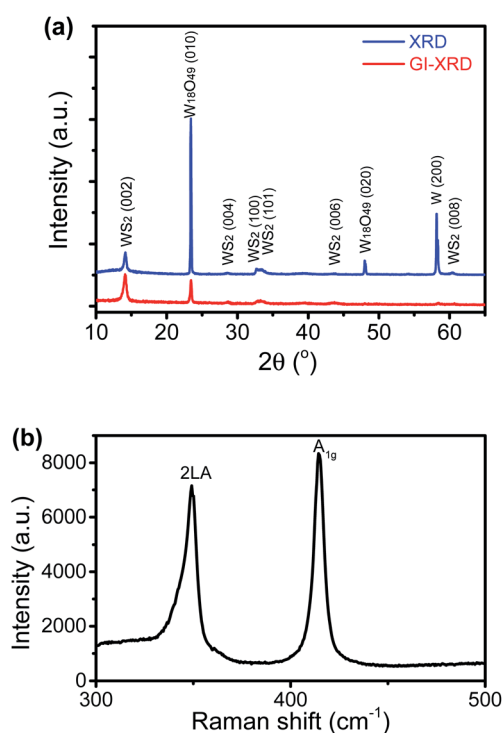 (a)
XRD
GI-XRD
Intensity (a.u.)
WS2 (002)
W18O49 (010)
WS2 (004)
WS2 (100)
WS2 (101)
WS2 (006)
W18O49 (020)
W (200)
WS2 (008)
10 20 30 40 50 60
2θ (°)
(b)
Intensity (a.u.)
8000
6000
4000
2000
0
2LA
A1g
300 400 500
Raman shift (cm-1)